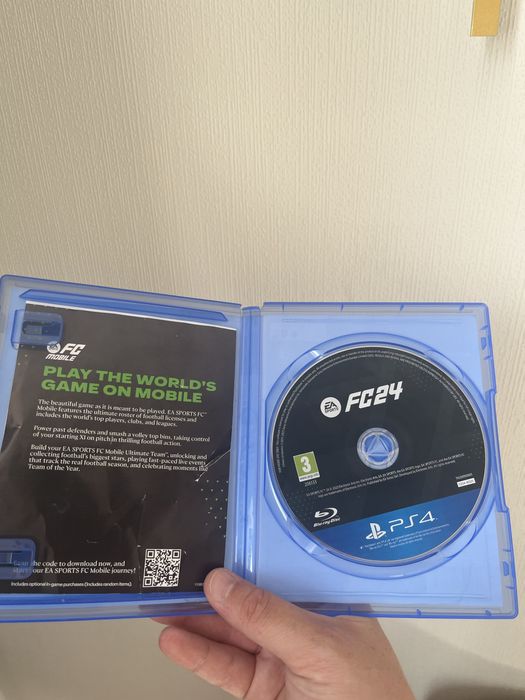 FC
MOBILE
PLAY THE WORLD'S
GAME ON MOBILE
The beautiful game as it is meant to be played. EA SPORTS FC™
Mobile features the ultimate roster of football licenses and
includes the world's top players, clubs, and leagues.
Power past defenders and smash a volley top bins, taking control
of your starting XI on pitch in thrilling football action.
Build your EA SPORTS FC Mobile Ultimate Team™, unlocking and
collecting football's biggest stars, playing fast-paced live events
that track the real football season, and celebrating moments like
Team of the Year.
the code to download now, and
your EA SPORTS FC Mobile journey!
Includes optional in-game purchases (Includes random items).
EA
SPORTS
FC24
3
Blu-ray Disc
PS4